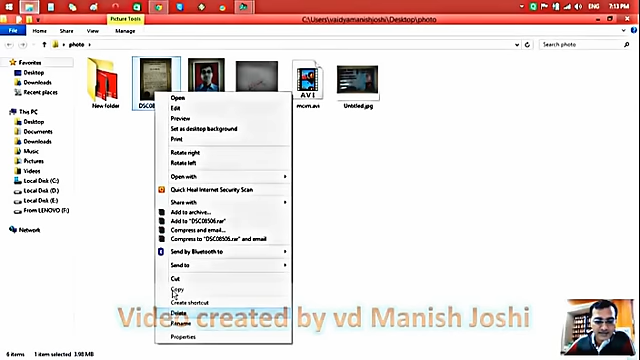 Picture Tools
C:\Users\vaidyamanishjoshi\Desktop\photo
7:13 PM
File
Home
Share
View
Manage
photo
Search photo
Favorites
Desktop
Downloads
Recent places
This PC
Desktop
Documents
Downloads
Music
Pictures
Videos
Local Disk (C:)
Local Disk (D:)
Local Disk (E:)
From LENOVO (F:)
Network
New folder
DSC08
AVI
mcim.avi
Untitled.jpg
Open
Edit
Preview
Set as desktop background
Print
Rotate right
Rotate left
Open with
Quick Heal Internet Security Scan
Share with
Add to archive...
Add to "DSC08506.rar"
Compress and email...
Compress to "DSC08506.rar" and email
Send by Bluetooth to
Send to
Cut
Copy
Create shortcut
Delete
Rename
Properties
Video created by vd Manish Joshi
6 items
1 item selected 3.98 MB